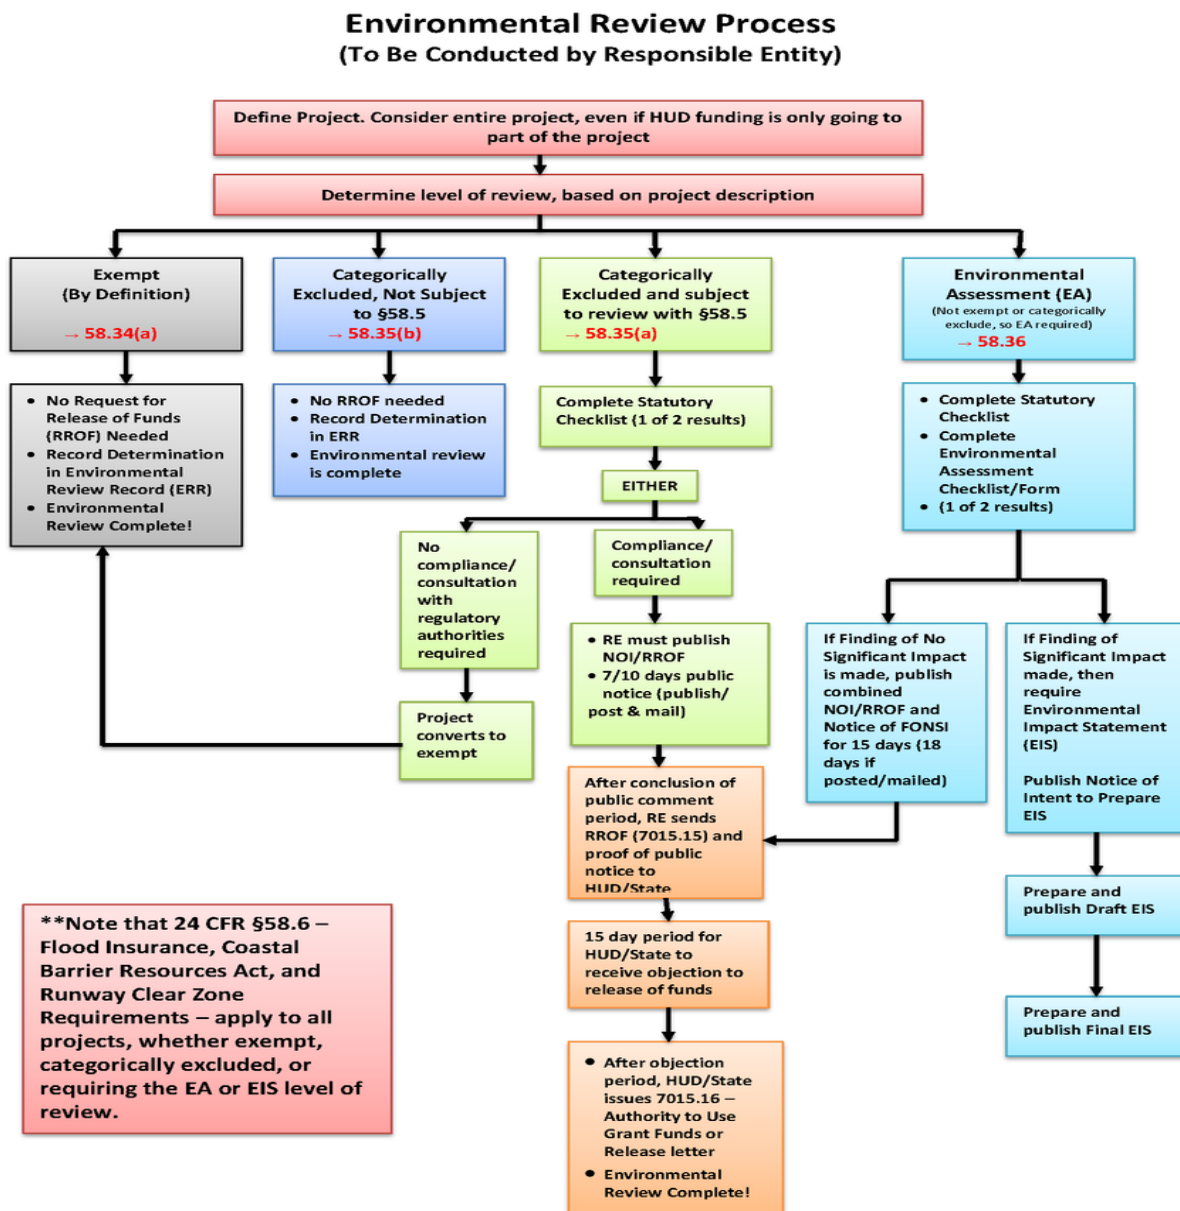 Environmental Review Process
(To Be Conducted by Responsible Entity)
Define Project. Consider entire project, even if HUD funding is only going to
part of the project
Determine level of review, based on project description
Exempt
(By Definition)
→ 58.34(a)
Categorically
Excluded, Not Subject
to §58.5
→ 58.35(b)
Categorically
Excluded and subject
to review with §58.5
→ 58.35(a)
Environmental
Assessment (EA)
(Not exempt or categorically
exclude, so EA required)
→ 58.36
• No Request for
Release of Funds
(RROF) Needed
• Record Determination
in Environmental
Review Record (ERR)
• Environmental
Review Complete!
• No RROF needed
• Record Determination
in ERR
• Environmental review
is complete
Complete Statutory
Checklist (1 of 2 results)
• Complete Statutory
Checklist
• Complete
Environmental
Assessment
Checklist/Form
• (1 of 2 results)
EITHER
No
compliance/
consultation
with
regulatory
authorities
required
Compliance/
consultation
required
Project
converts to
exempt
• RE must publish
NOI/RROF
• 7/10 days public
notice (publish/
post & mail)
If Finding of No
Significant Impact
is made, publish
combined
NOI/RROF and
Notice of FONSI
for 15 days (18
days if
posted/mailed)
If Finding of
Significant Impact
made, then
require
Environmental
Impact Statement
(EIS)
Publish Notice of
Intent to Prepare
EIS
After conclusion of
public comment
period, RE sends
RROF (7015.15) and
proof of public
notice to
HUD/State
Prepare and
publish Draft EIS
15 day period for
HUD/State to
receive objection to
release of funds
Prepare and
publish Final EIS
• After objection
period, HUD/State
issues 7015.16 –
Authority to Use
Grant Funds or
Release letter
• Environmental
Review Complete!
**Note that 24 CFR §58.6 –
Flood Insurance, Coastal
Barrier Resources Act, and
Runway Clear Zone
Requirements – apply to all
projects, whether exempt,
categorically excluded, or
requiring the EA or EIS level of
review.